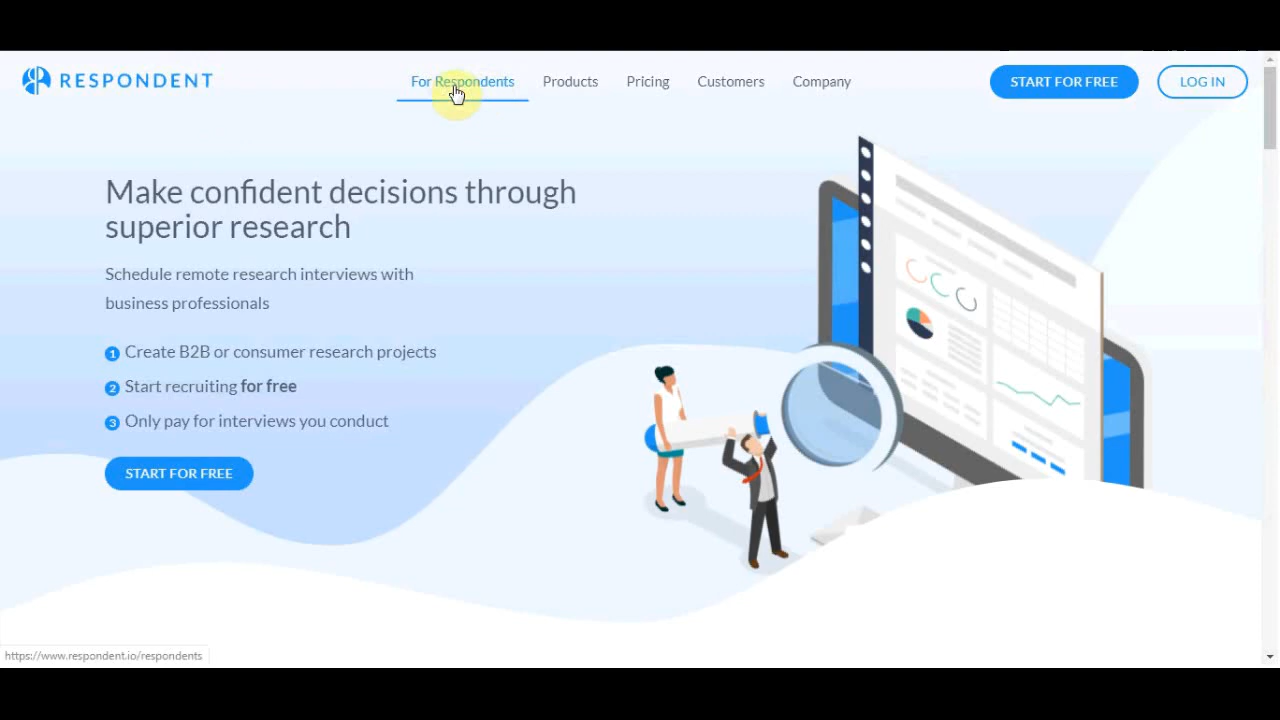 RESPONDENT
For Respondents Products Pricing Customers Company
START FOR FREE
LOG IN
Make confident decisions through
superior research
Schedule remote research interviews with
business professionals
1 Create B2B or consumer research projects
2 Start recruiting for free
3 Only pay for interviews you conduct
START FOR FREE
https://www.respondent.io/respondents